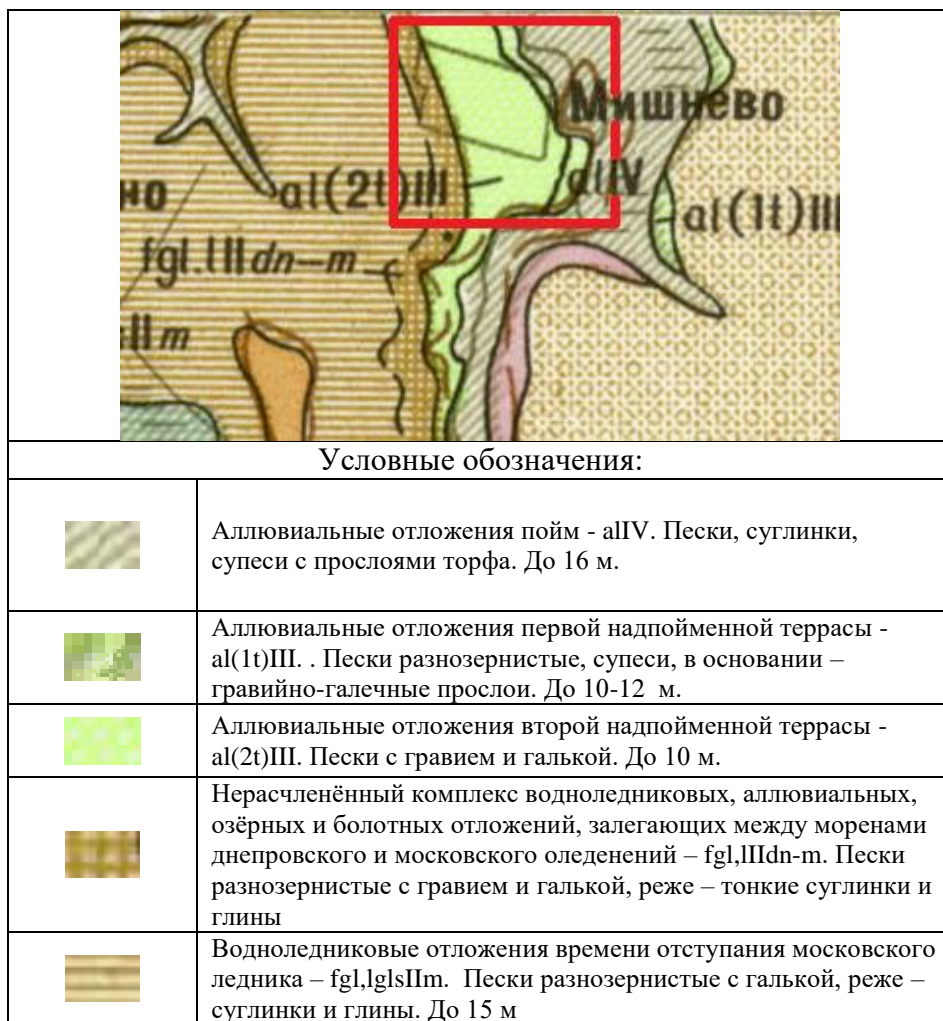 Мишнево
но
al(2t)III
alIV
al(1t)III
fgl.lIIdn–m
IIm
Условные обозначения:
Аллювиальные отложения пойм - alIV. Пески, суглинки,
супеси с прослоями торфа. До 16 м.
Аллювиальные отложения первой надпойменной террасы -
al(1t)III. . Пески разнозернистые, супеси, в основании –
гравийно-галечные прослои. До 10-12 м.
Аллювиальные отложения второй надпойменной террасы -
al(2t)III. Пески с гравием и галькой. До 10 м.
Нерасчленённый комплекс водноледниковых, аллювиальных,
озёрных и болотных отложений, залегающих между моренами
днепровского и московского оледенений – fgl,lIIdn-m. Пески
разнозернистые с гравием и галькой, реже – тонкие суглинки и
глины
Водноледниковые отложения времени отступания московского
ледника – fgl,lglsIIm. Пески разнозернистые с галькой, реже –
суглинки и глины. До 15 м